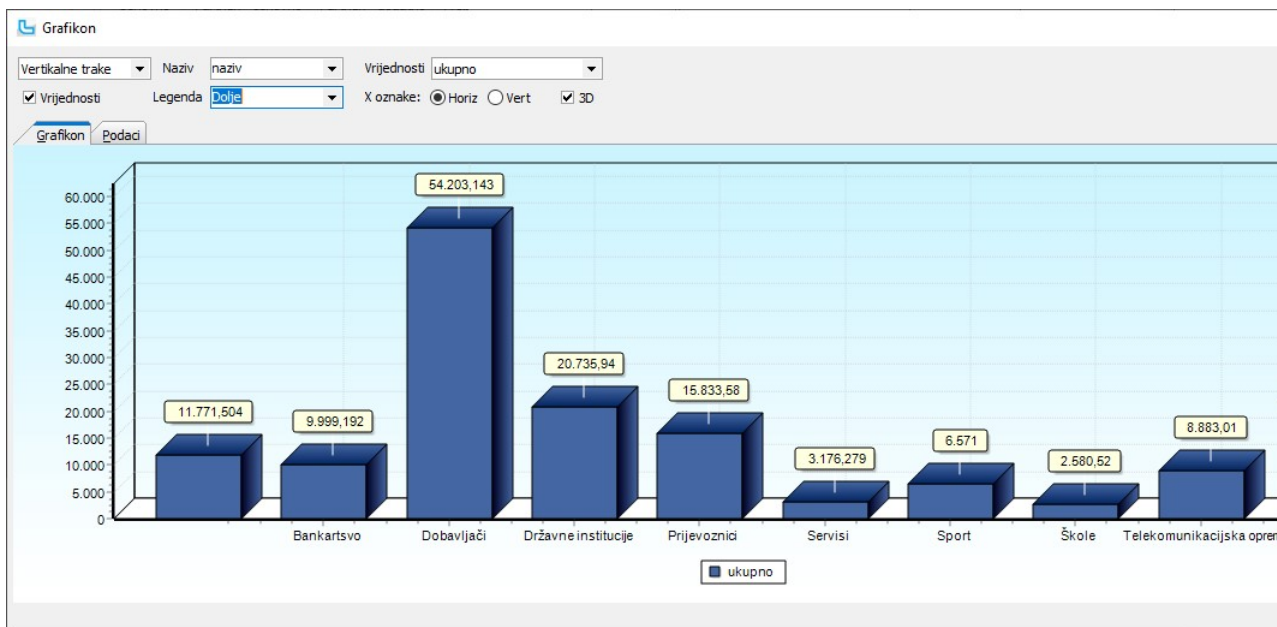 Grafikon
Vertikalne trake Naziv naziv Vrijednosti ukupno
Vrijednosti Legenda Dolje X oznake: Horiz Vert 3D
Grafikon Podaci
54.203,143
60.000
55.000
50.000
45.000
40.000
35.000
30.000
20.735,94
25.000
15.833,58
20.000
11.771,504 9.999,192 8.883,01
15.000
3.176,279 6.571 2.580,52
10.000
5.000
0
Bankartsvo Dobavljači Državne institucije Prijevoznici Servisi Sport Škole Telekomunikacijska
ukupno